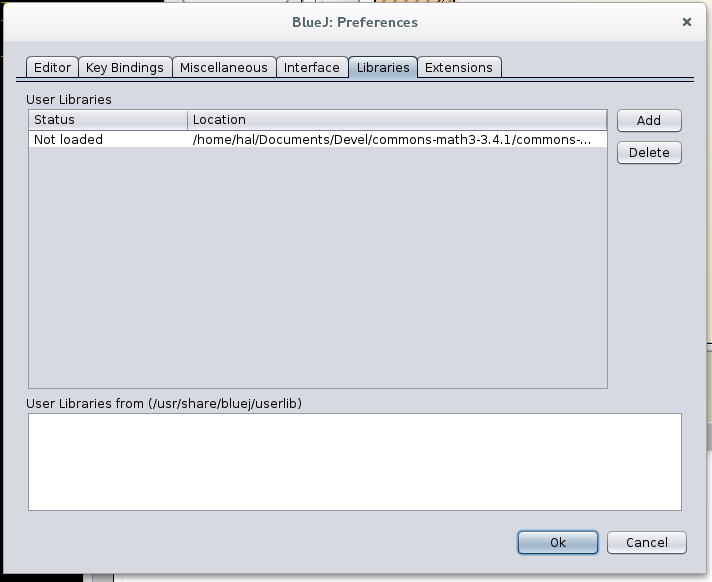 BlueJ: Preferences
Editor Key Bindings Miscellaneous Interface Libraries Extensions
User Libraries
Status Location
Not loaded /home/hal/Documents/Devel/commons-math3-3.4.1/commons-...
Add
Delete
User Libraries from (/usr/share/bluej/userlib)
Ok Cancel